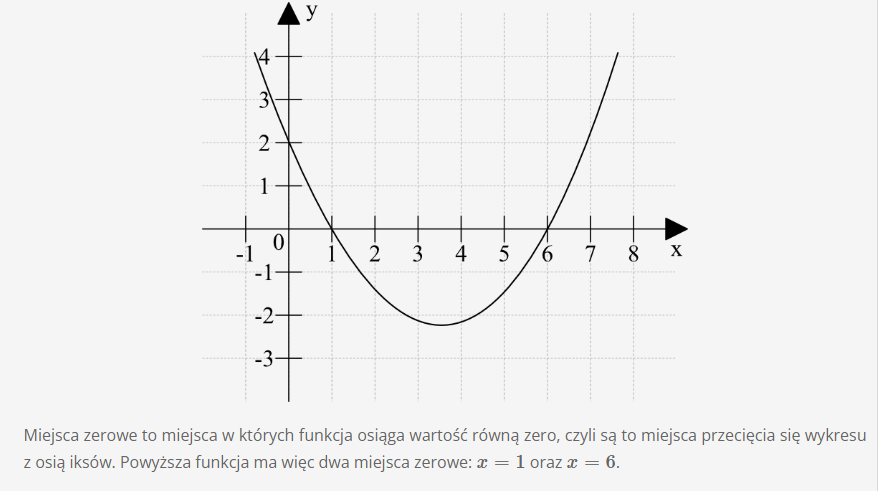 y
4
3
2
1
0
-1 1 2 3 4 5 6 7 8 x
-1
-2
-3
Miejsca zerowe to miejsca w których funkcja osiąga wartość równą zero, czyli są to miejsca przecięcia się wykresu
z osią iksów. Powyższa funkcja ma więc dwa miejsca zerowe: x = 1 oraz x = 6.